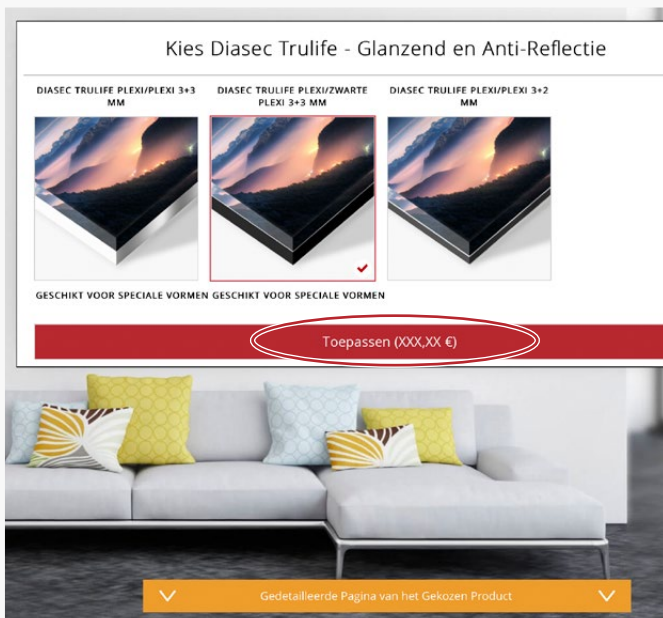 Kies Diasec Trulife - Glanzend en Anti-Reflectie
DIASEC TRULIFE PLEXI/PLEXI 3+3
MM
DIASEC TRULIFE PLEXI/ZWARTE
PLEXI 3+3 MM
DIASEC TRULIFE PLEXI/PLEXI 3+2
MM
GESCHIKT VOOR SPECIALE VORMEN
GESCHIKT VOOR SPECIALE VORMEN
Toepassen (XXX,XX €)
Gedetailleerde Pagina van het Gekozen Product